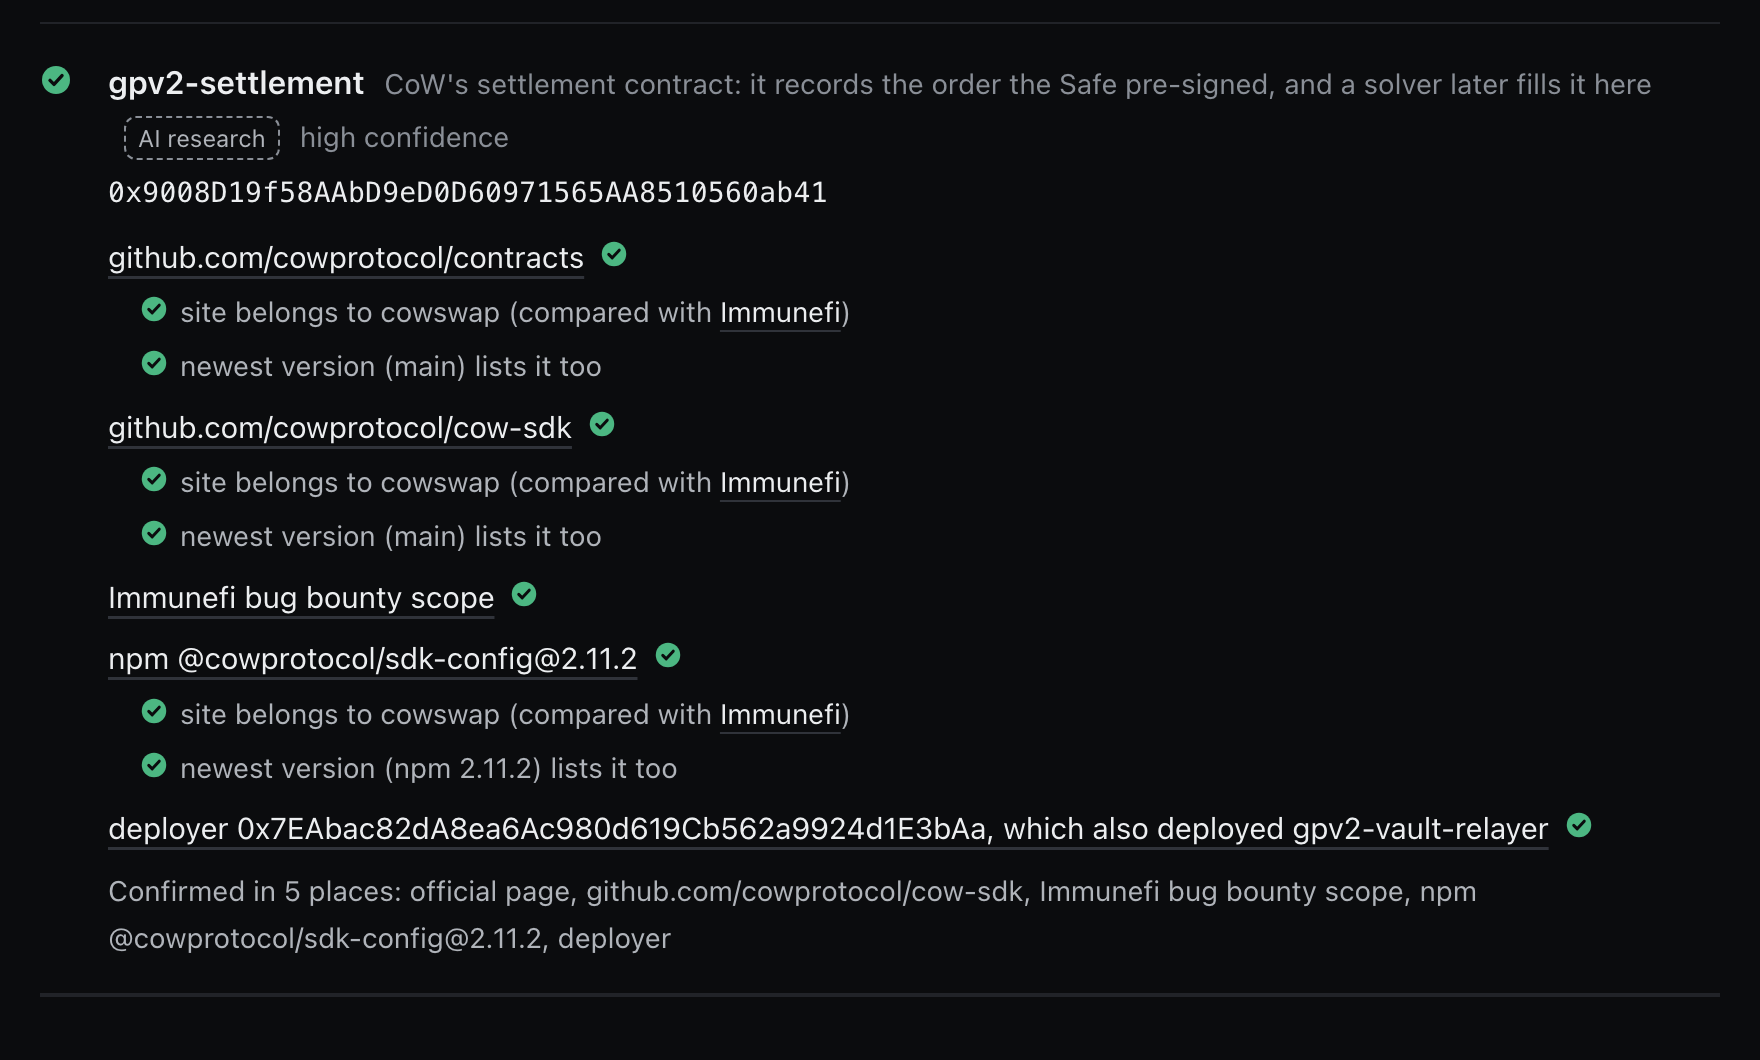 gpv2-settlement CoW's settlement contract: it records the order the Safe pre-signed, and a solver later fills it here
AI research high confidence
0x9008D19f58AAbD9eD0D60971565AA8510560ab41
github.com/cowprotocol/contracts
site belongs to cowswap (compared with Immunefi)
newest version (main) lists it too
github.com/cowprotocol/cow-sdk
site belongs to cowswap (compared with Immunefi)
newest version (main) lists it too
Immunefi bug bounty scope
npm @cowprotocol/sdk-config@2.11.2
site belongs to cowswap (compared with Immunefi)
newest version (npm 2.11.2) lists it too
deployer 0x7EAbac82dA8ea6Ac980d619Cb562a9924d1E3bAa, which also deployed gpv2-vault-relayer
Confirmed in 5 places: official page, github.com/cowprotocol/cow-sdk, Immunefi bug bounty scope, npm
@cowprotocol/sdk-config@2.11.2, deployer